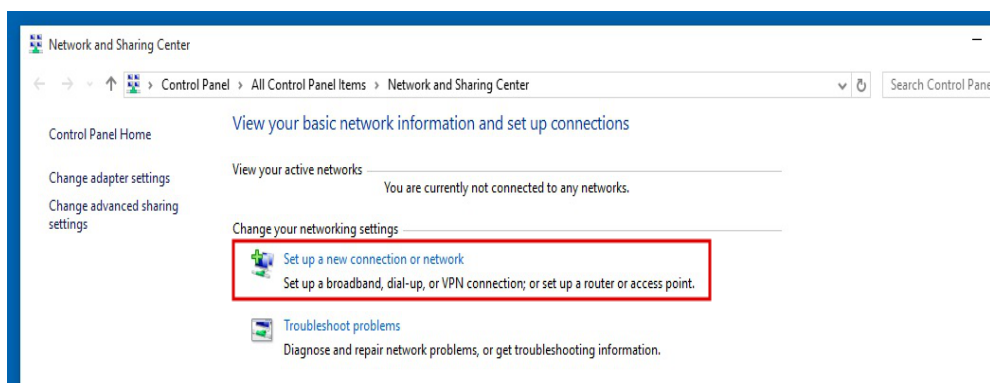 Network and Sharing Center
Control Panel > All Control Panel Items > Network and Sharing Center
Search Control Pane
Control Panel Home
Change adapter settings
Change advanced sharing
settings
View your basic network information and set up connections
View your active networks
You are currently not connected to any networks.
Change your networking settings
Set up a new connection or network
Set up a broadband, dial-up, or VPN connection; or set up a router or access point.
Troubleshoot problems
Diagnose and repair network problems, or get troubleshooting information.